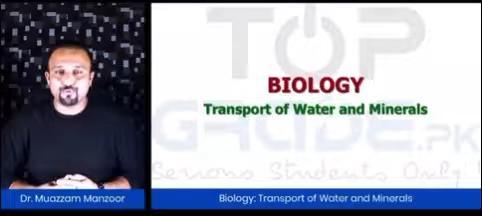 TOP
BIOLOGY
Transport of Water and Minerals
GRADE.PK
Serious Students Only!
Dr. Muazzam Manzoor
Biology: Transport of Water and Minerals